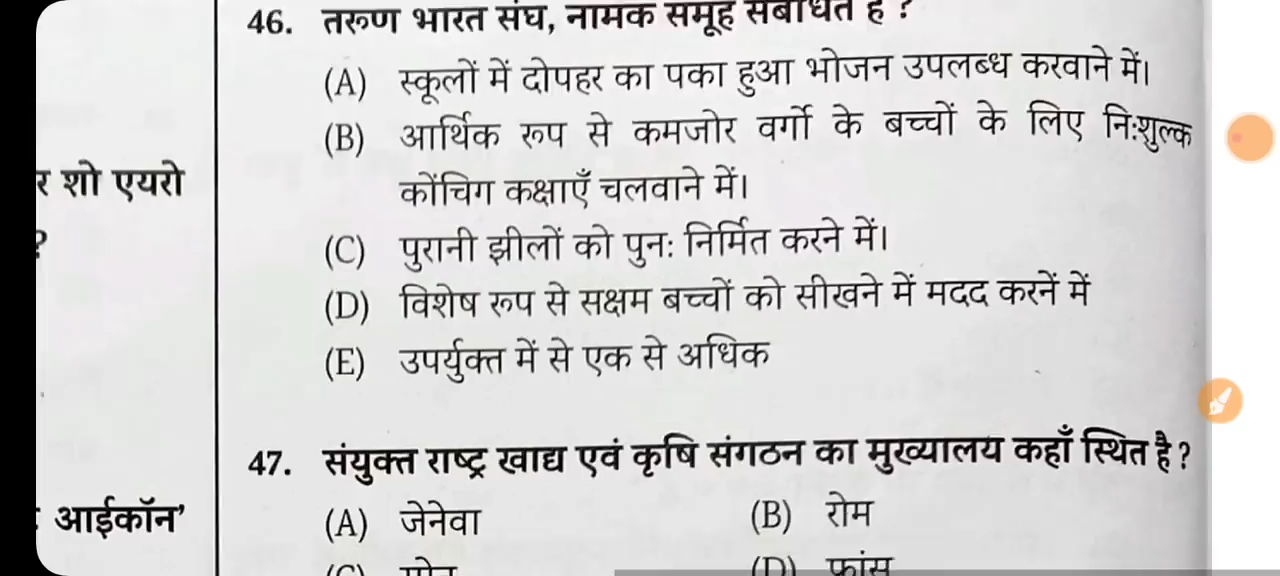 र शो एयरो
?
आईकॉन’
46. तरुण भारत संघ, नामक समूह संबंधित है ?
(A) स्कूलों में दोपहर का पका हुआ भोजन उपलब्ध करवाने में।
(B) आर्थिक रूप से कमजोर वर्गो के बच्चों के लिए निःशुल्क
कोंचिग कक्षाएँ चलवाने में।
(C) पुरानी झीलों को पुनः निर्मित करने में।
(D) विशेष रूप से सक्षम बच्चों को सीखने में मदद करनें में
(E) उपर्युक्त में से एक से अधिक
47. संयुक्त राष्ट्र खाद्य एवं कृषि संगठन का मुख्यालय कहाँ स्थित है ?
(A) जेनेवा (B) रोम
(C) (D) फ्रांस